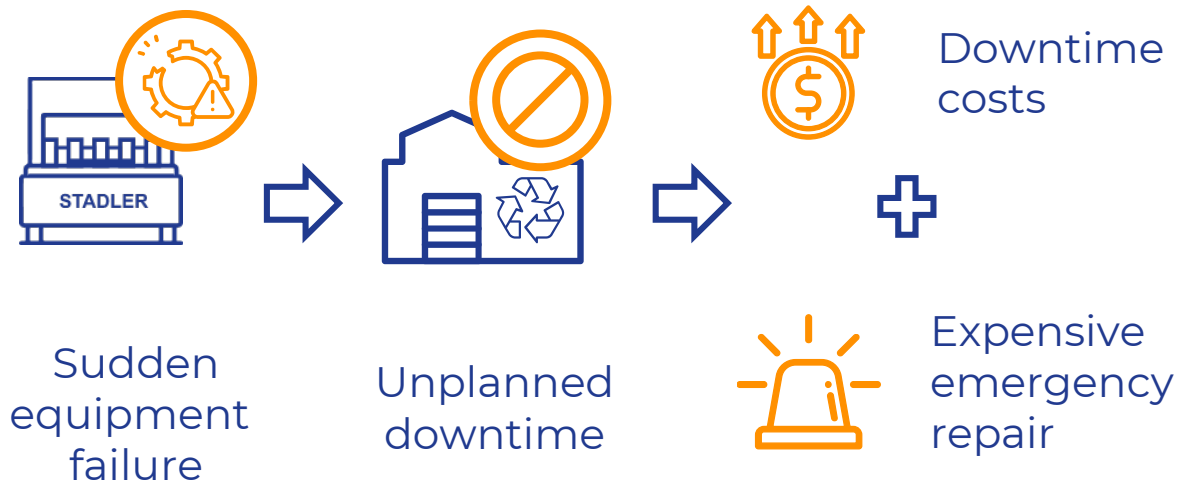 STADLER
Sudden
equipment
failure
Unplanned
downtime
$
Downtime
costs
Expensive
emergency
repair